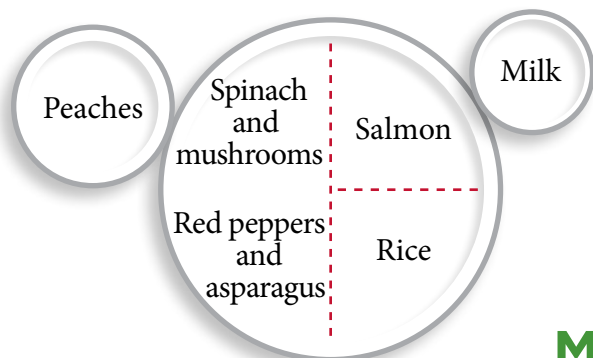 Peaches
Spinach
and
mushrooms
Salmon
Milk
Red peppers
and
asparagus
Rice
M